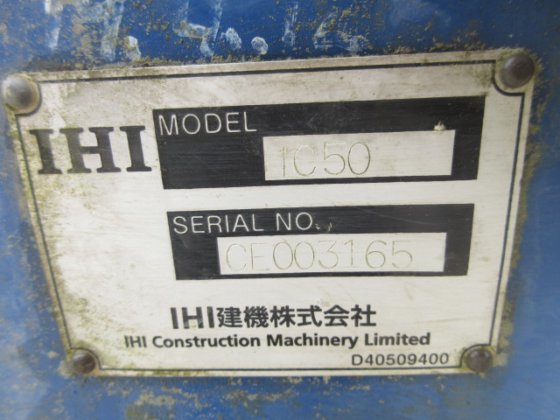 IHI
MODEL
IC50
SERIAL NO.
CE003165
IHI建機株式会社
IHI Construction Machinery Limited
D40509400